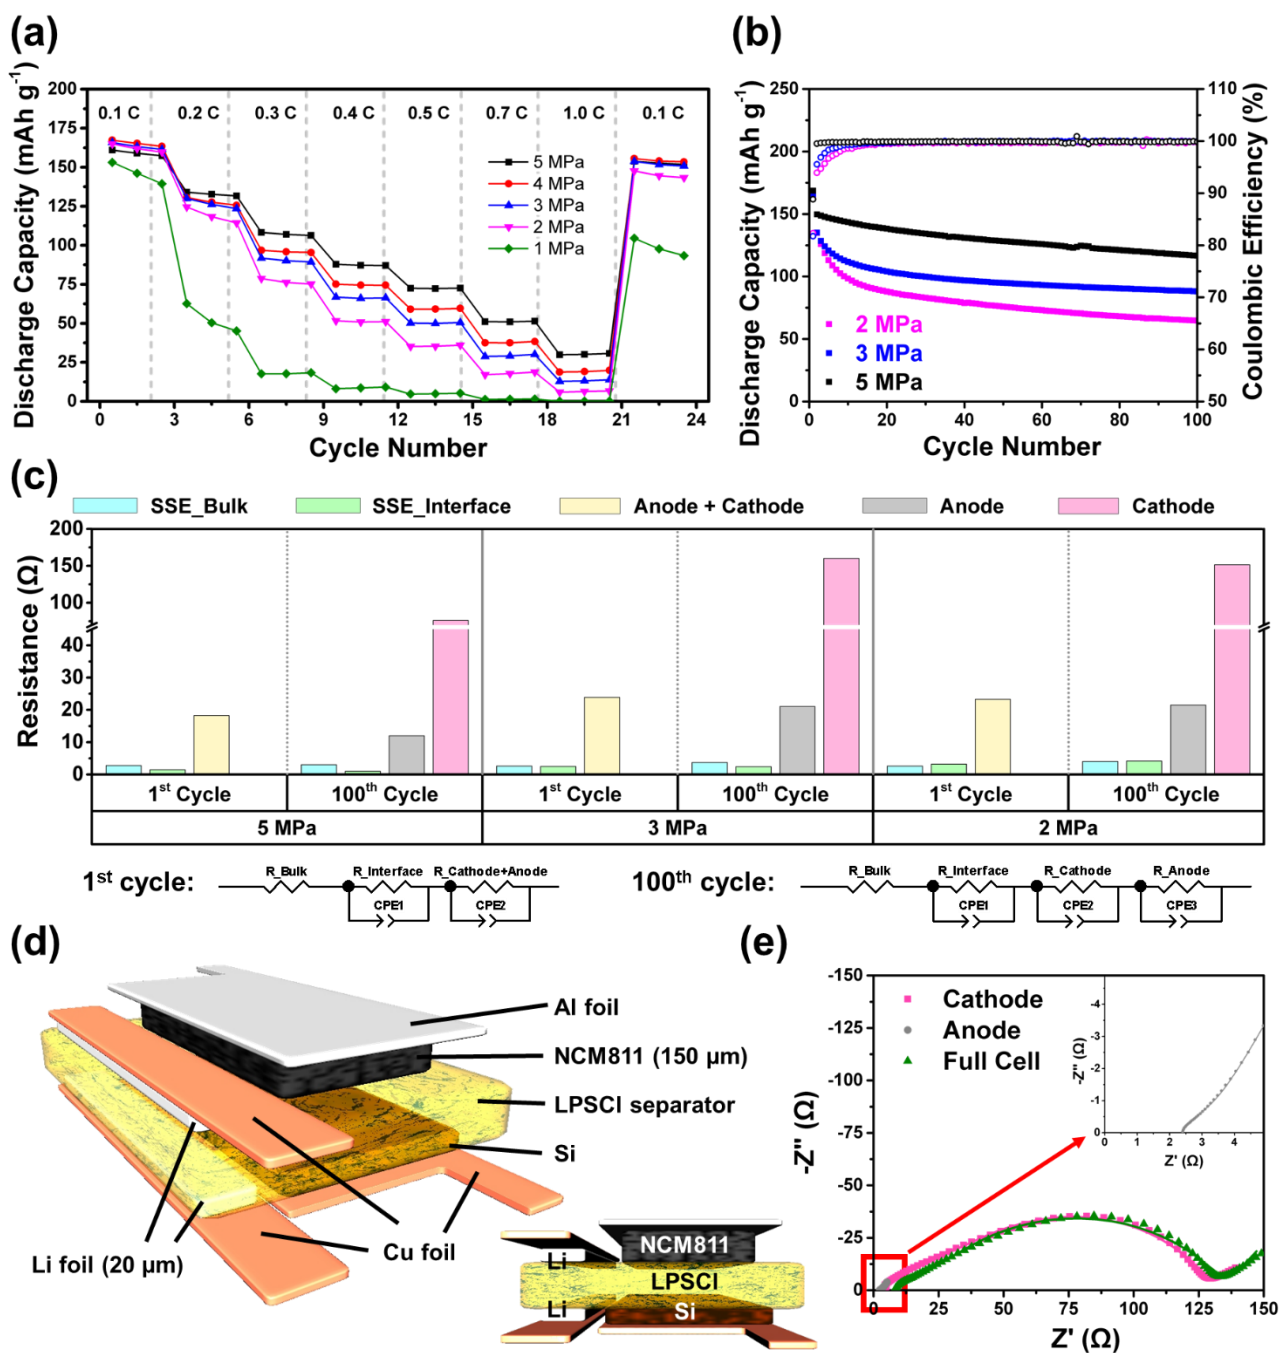 (a)
Discharge Capacity (mAh g⁻¹)
200
175
150
125
100
75
50
25
0
0.1 C 0.2 C 0.3 C 0.4 C 0.5 C 0.7 C 1.0 C 0.1 C
5 MPa
4 MPa
3 MPa
2 MPa
1 MPa
0 3 6 9 12 15 18 21 24
Cycle Number
(b)
Discharge Capacity (mAh g⁻¹)
250
200
150
100
50
0
2 MPa
3 MPa
5 MPa
0 20 40 60 80 100
Cycle Number
110
100
90
80
70
60
50
Coulombic Efficiency (%)
(c)
SSE_Bulk SSE_Interface Anode + Cathode Anode Cathode
Resistance (Ω)
200
150
100
40
30
20
10
0
1st Cycle 100th Cycle 1st Cycle 100th Cycle 1st Cycle 100th Cycle
5 MPa 3 MPa 2 MPa
1st cycle:
R_Bulk R_Interface R_Cathode+Anode
CPE1 CPE2
100th cycle:
R_Bulk R_Interface R_Cathode R_Anode
CPE1 CPE2 CPE3
(d)
Al foil
NCM811 (150 µm)
LPSCl separator
Si
Cu foil
Li foil (20 µm)
NCM811
Li
LPSCl
Li
Si
(e)
-Z'' (Ω)
-150
-125
-100
-75
-50
-25
0
Cathode
Anode
Full Cell
-Z'' (Ω)
-4
-3
-2
-1
0
0 1 2 3 4
Z' (Ω)
0 25 50 75 100 125 150
Z' (Ω)